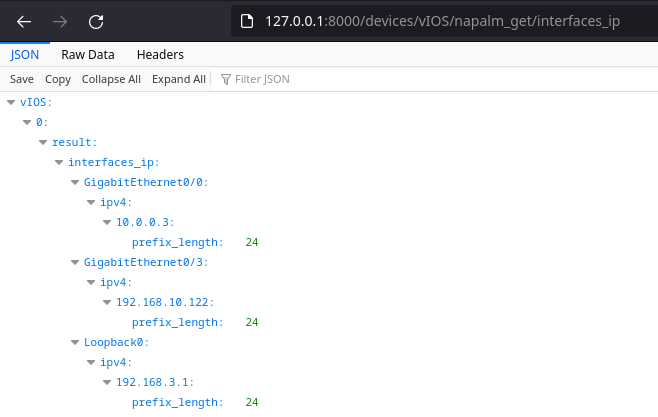 127.0.0.1:8000/devices/vIOS/napalm_get/interfaces_ip
JSON Raw Data Headers
Save Copy Collapse All Expand All Filter JSON
vIOS:
0:
result:
interfaces_ip:
GigabitEthernet0/0:
ipv4:
10.0.0.3:
prefix_length: 24
GigabitEthernet0/3:
ipv4:
192.168.10.122:
prefix_length: 24
Loopback0:
ipv4:
192.168.3.1:
prefix_length: 24